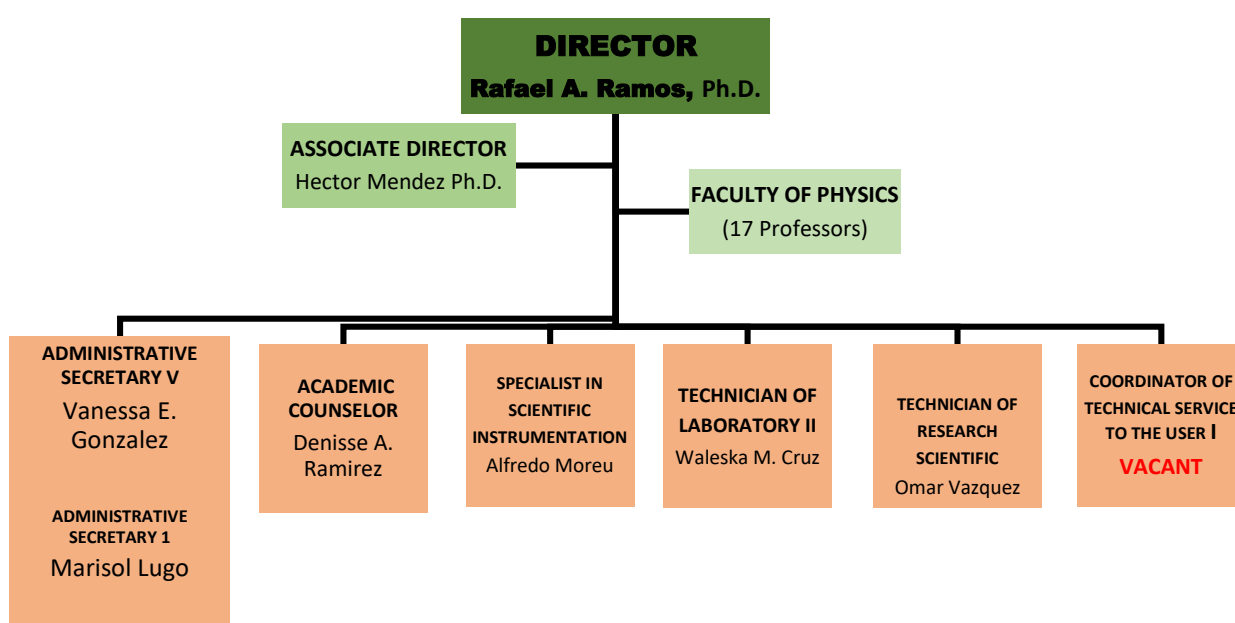 DIRECTOR
Rafael A. Ramos, Ph.D.
ASSOCIATE DIRECTOR
Hector Mendez Ph.D.
FACULTY OF PHYSICS
(17 Professors)
ADMINISTRATIVE
SECRETARY V
Vanessa E.
Gonzalez
ADMINISTRATIVE
SECRETARY 1
Marisol Lugo
ACADEMIC
COUNSELOR
Denisse A.
Ramirez
SPECIALIST IN
SCIENTIFIC
INSTRUMENTATION
Alfredo Moreu
TECHNICIAN OF
LABORATORY II
Waleska M. Cruz
TECHNICIAN OF
RESEARCH
SCIENTIFIC
Omar Vazquez
COORDINATOR OF
TECHNICAL SERVICE
TO THE USER I
VACANT